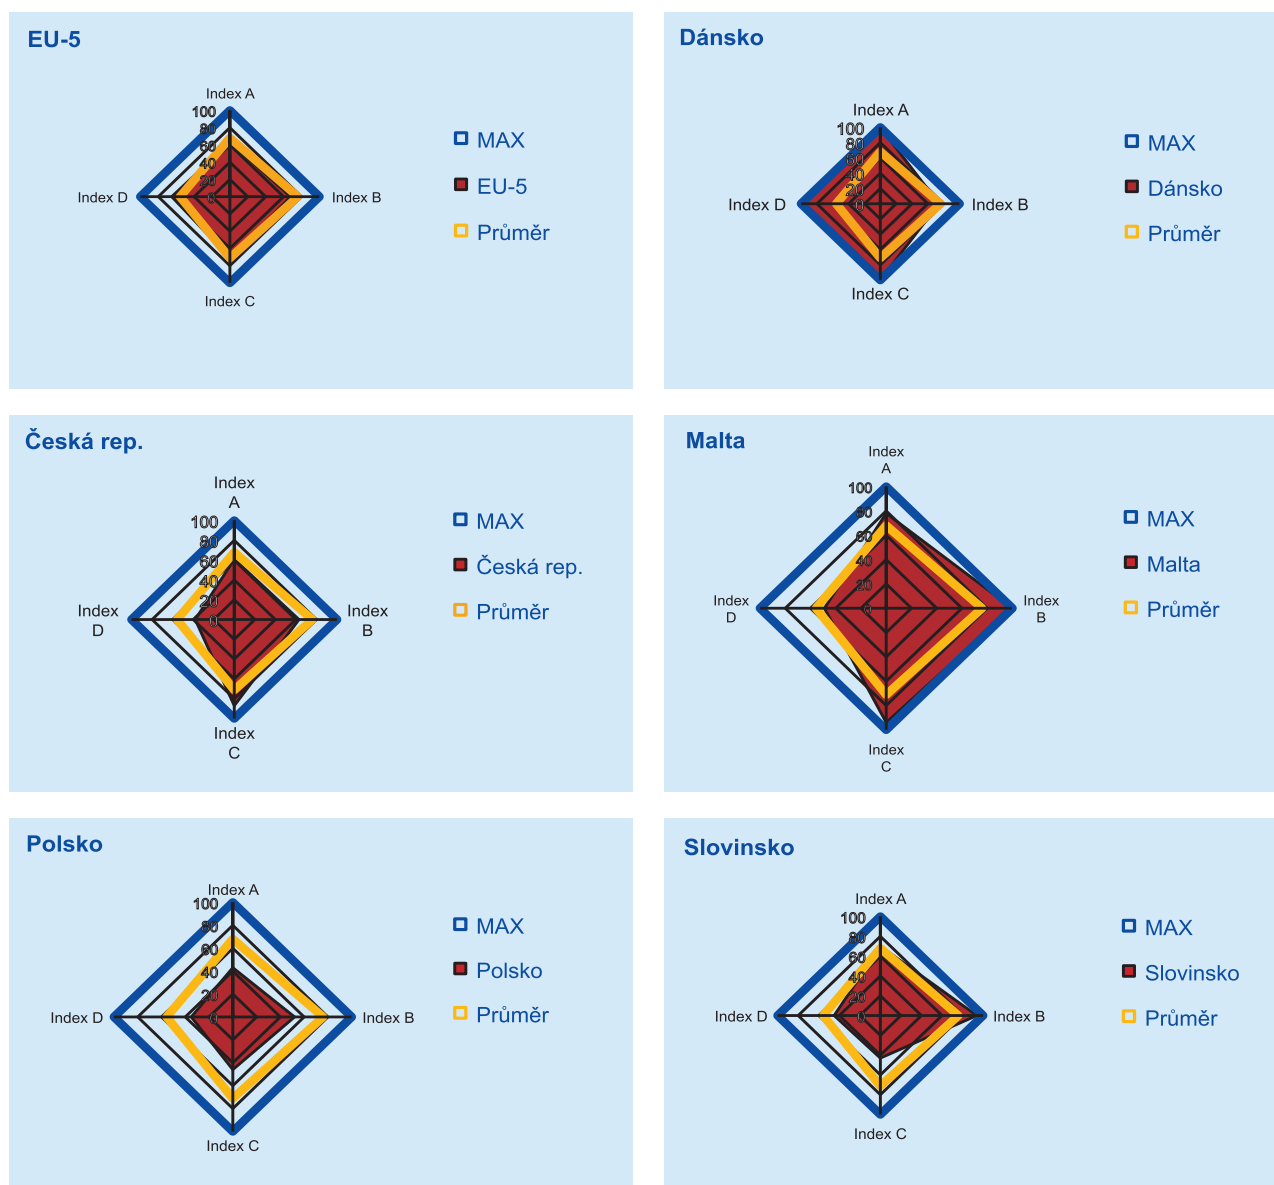 EU-5
Index A
100
80
60
40
20
0
Index D
Index B
Index C
MAX
EU-5
Průměr
Dánsko
Index A
100
80
60
40
20
0
Index D
Index B
Index C
MAX
Dánsko
Průměr
Česká rep.
Index
A
100
80
60
40
20
0
Index
D
Index
B
Index
C
MAX
Česká rep.
Průměr
Malta
Index
A
100
80
60
40
20
0
Index
D
Index
B
Index
C
MAX
Malta
Průměr
Polsko
Index A
100
80
60
40
20
0
Index D
Index B
Index C
MAX
Polsko
Průměr
Slovinsko
Index A
100
80
60
40
20
0
Index D
Index B
Index C
MAX
Slovinsko
Průměr